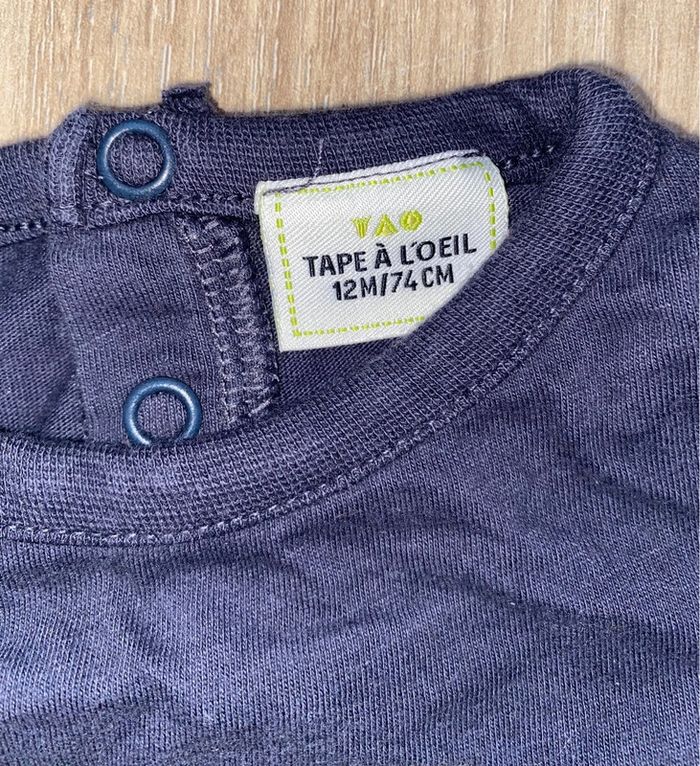 TAO
TAPE À L'OEIL
12M/74CM